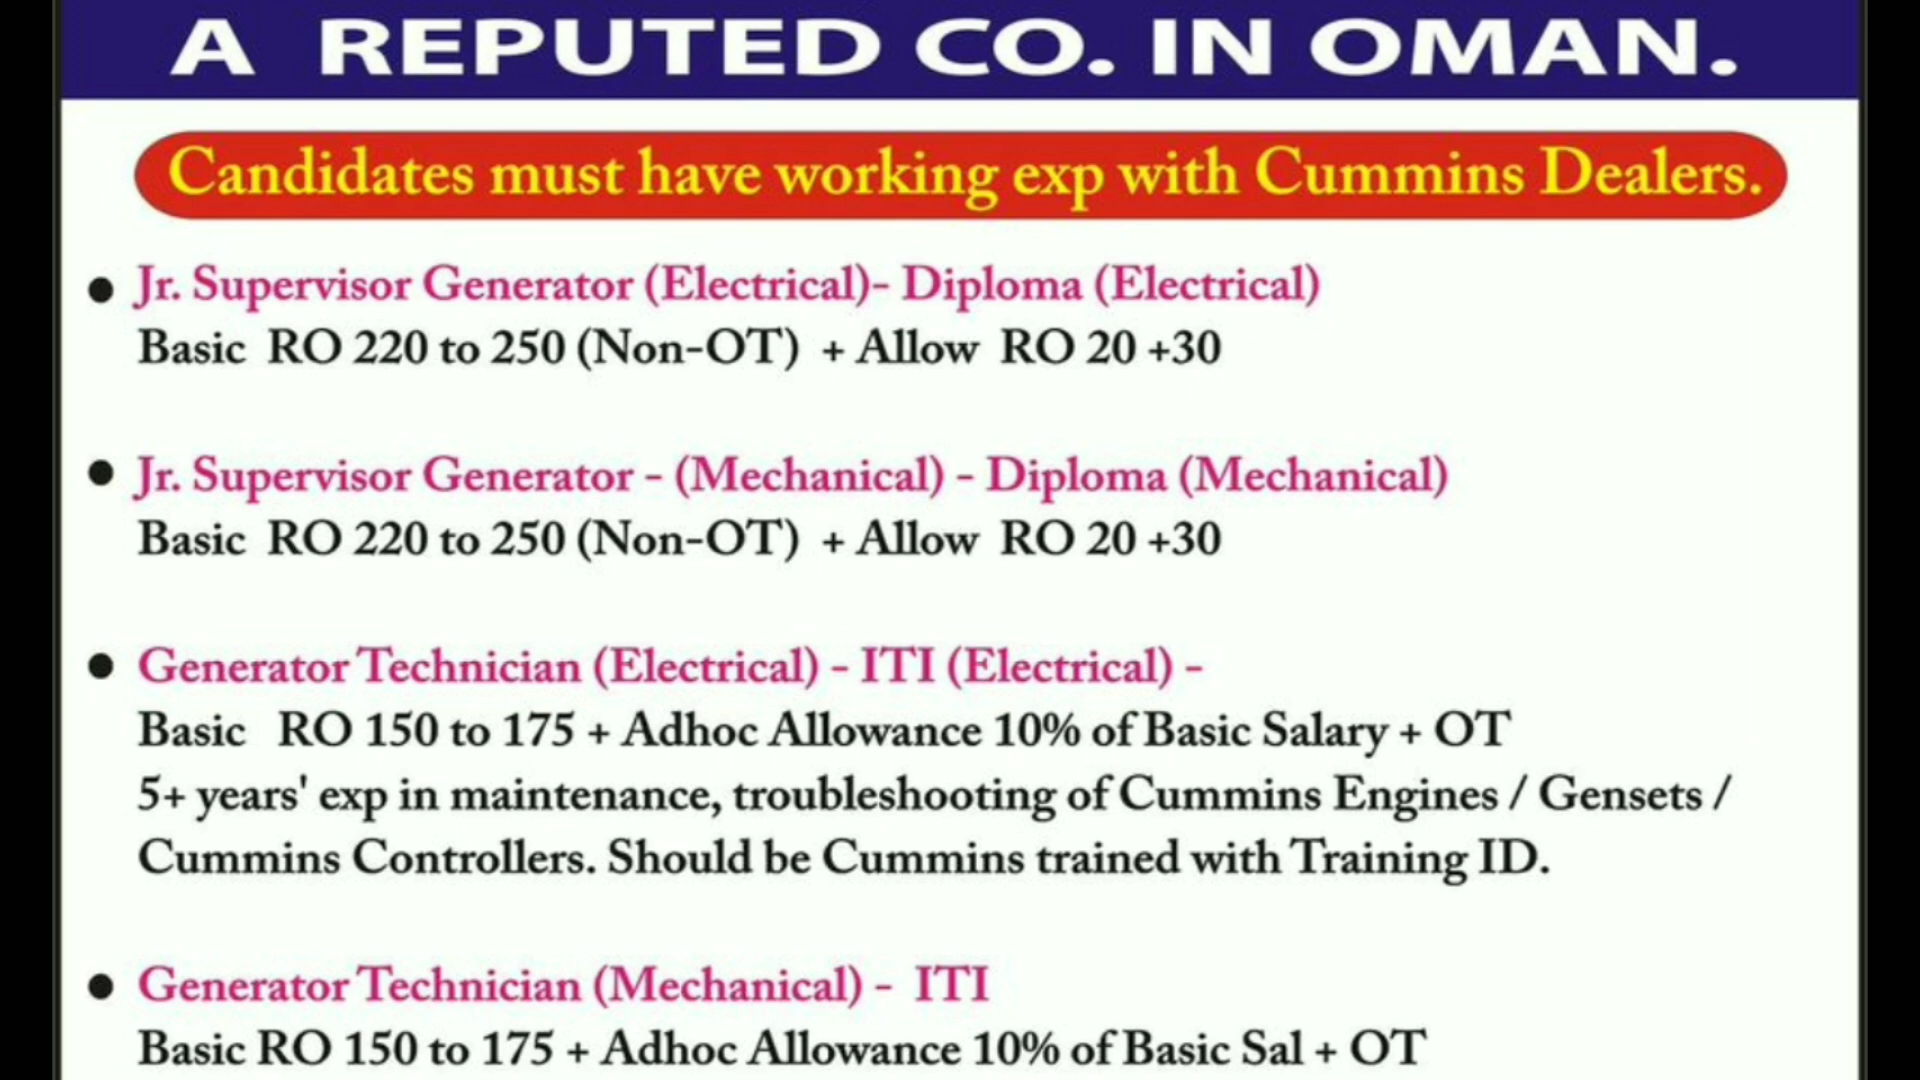 A REPUTED CO. IN OMAN.
Candidates must have working exp with Cummins Dealers.
● Jr. Supervisor Generator (Electrical)- Diploma (Electrical)
Basic RO 220 to 250 (Non-OT) + Allow RO 20 +30
● Jr. Supervisor Generator - (Mechanical) - Diploma (Mechanical)
Basic RO 220 to 250 (Non-OT) + Allow RO 20 +30
● Generator Technician (Electrical) - ITI (Electrical) -
Basic RO 150 to 175 + Adhoc Allowance 10% of Basic Salary + OT
5+ years' exp in maintenance, troubleshooting of Cummins Engines / Gensets /
Cummins Controllers. Should be Cummins trained with Training ID.
● Generator Technician (Mechanical) - ITI
Basic RO 150 to 175 + Adhoc Allowance 10% of Basic Sal + OT